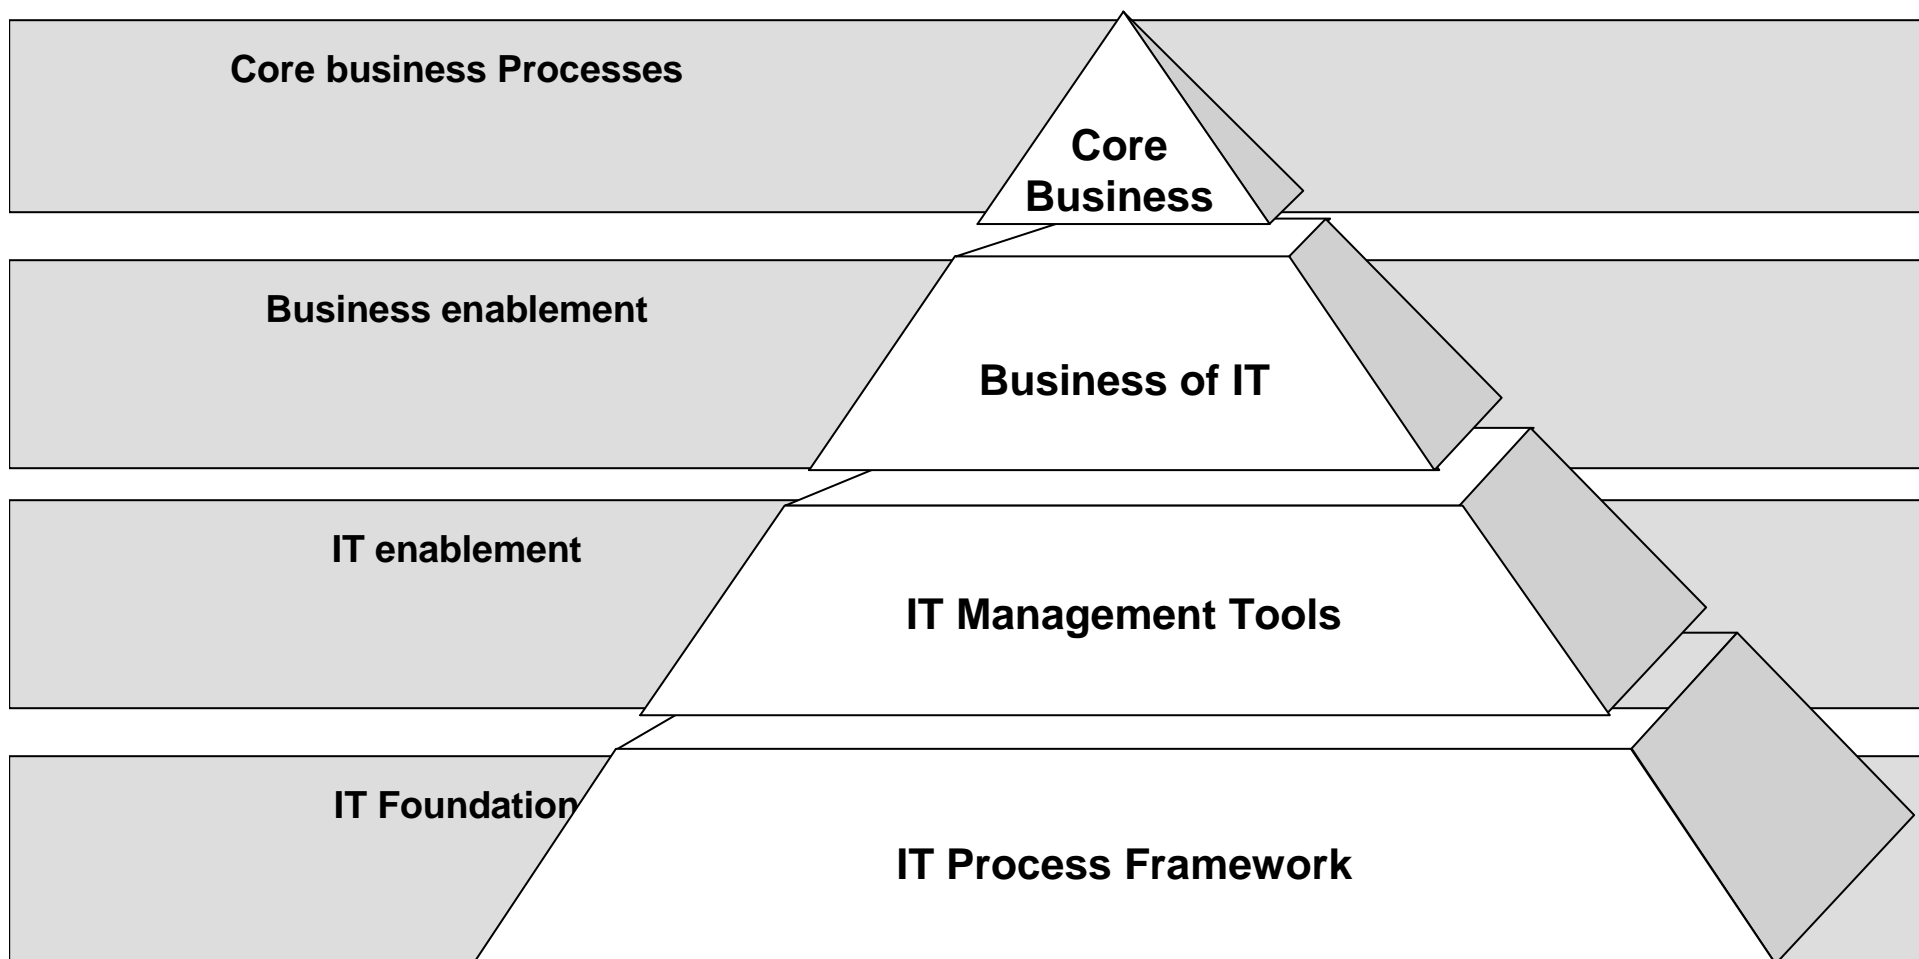 Core business Processes
Core
Business
Business enablement
Business of IT
IT enablement
IT Management Tools
IT Foundation
IT Process Framework